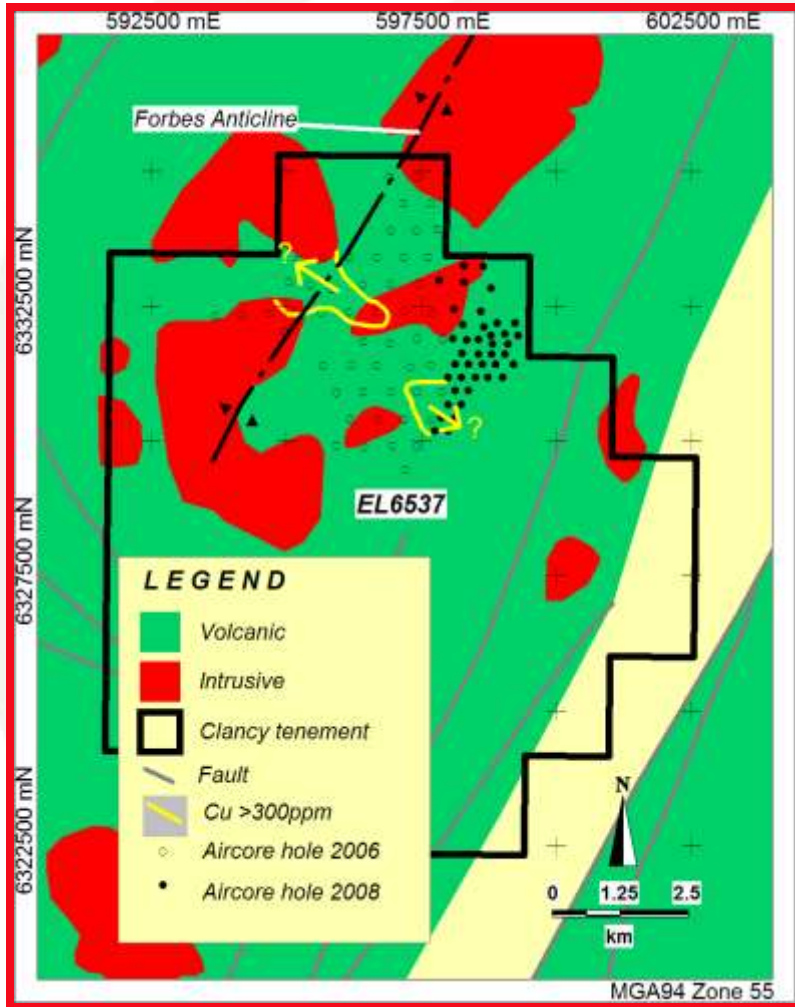 592500 mE 597500 mE 602500 mE
Forbes Anticline
?
6332500 mN
?
EL6537
6327500 mN
LEGEND
Volcanic
Intrusive
Clancy tenement
Fault
Cu >300ppm
Aircore hole 2006
Aircore hole 2008
6322500 mN
N
0 1.25 2.5
km
MGA94 Zone 55